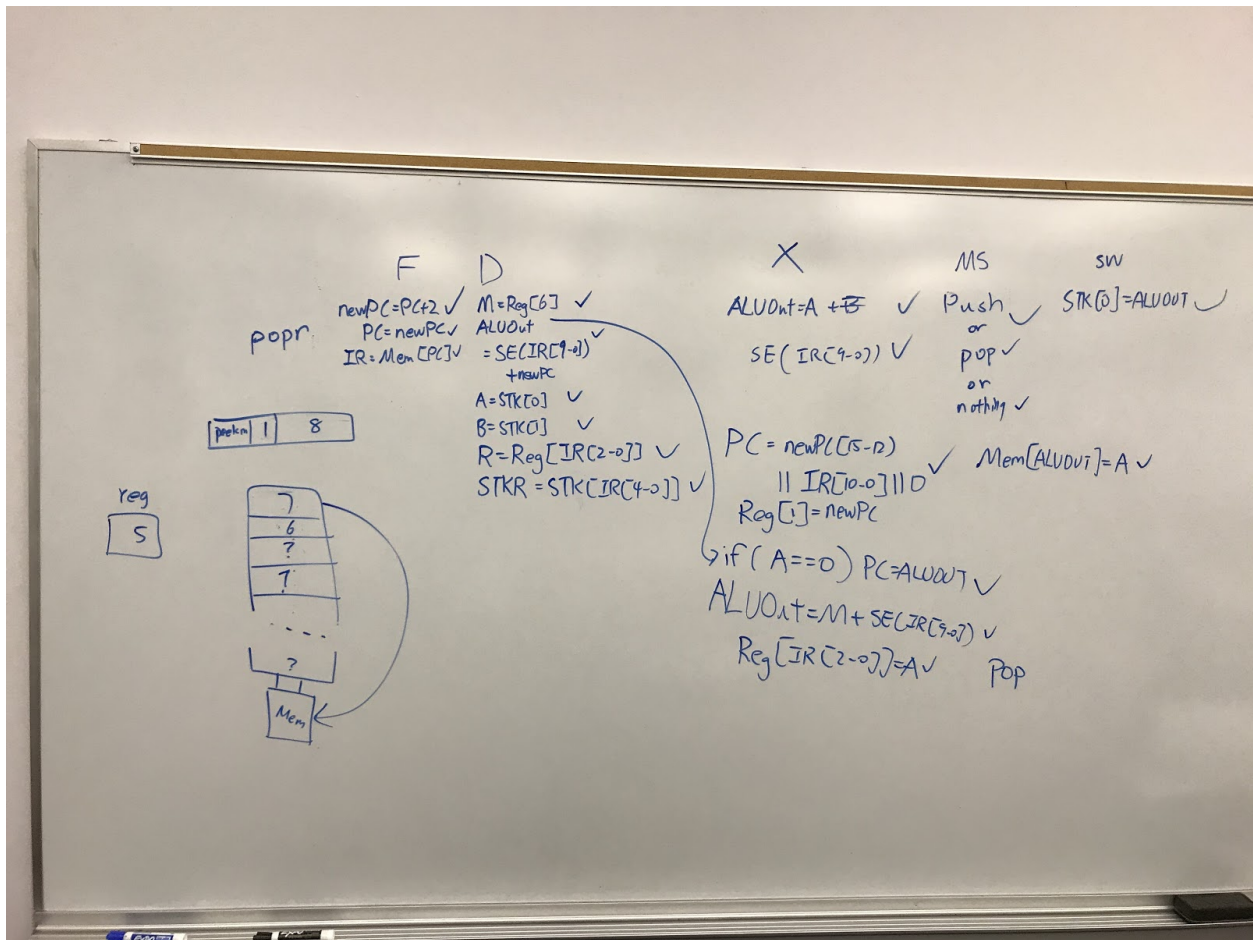 F D X MS SW
popr
newPC=PC+2 ✓
PC=newPC ✓
IR=Mem[PC] ✓
M=Reg[6] ✓
ALUOut
=SE(IR[9-0]) ✓
+newPC
A=STK[0] ✓
B=STK[1] ✓
R=Reg[IR[2-0]] ✓
STKR=STK[IR[4-0]] ✓
ALUOut=A+B ✓
SE(IR[9-0]) ✓
PC=newPC[15-12]
|| IR[10-0]||0 ✓
Reg[1]=newPC
if(A==0) PC=ALUOUT ✓
ALUOut=M+SE(IR[9-0]) ✓
Reg[IR[2-0]]=A ✓
Push ✓
or
pop ✓
or
nothing ✓
Mem[ALUOUT]=A ✓
Pop
STK[0]=ALUOUT ✓
1 8
reg
5
7
6
?
?
?
Mem